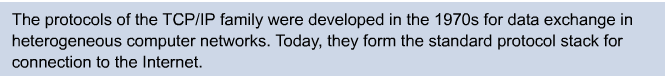 The protocols of the TCP/IP family were developed in the 1970s for data exchange in
heterogeneous computer networks. Today, they form the standard protocol stack for
connection to the Internet.